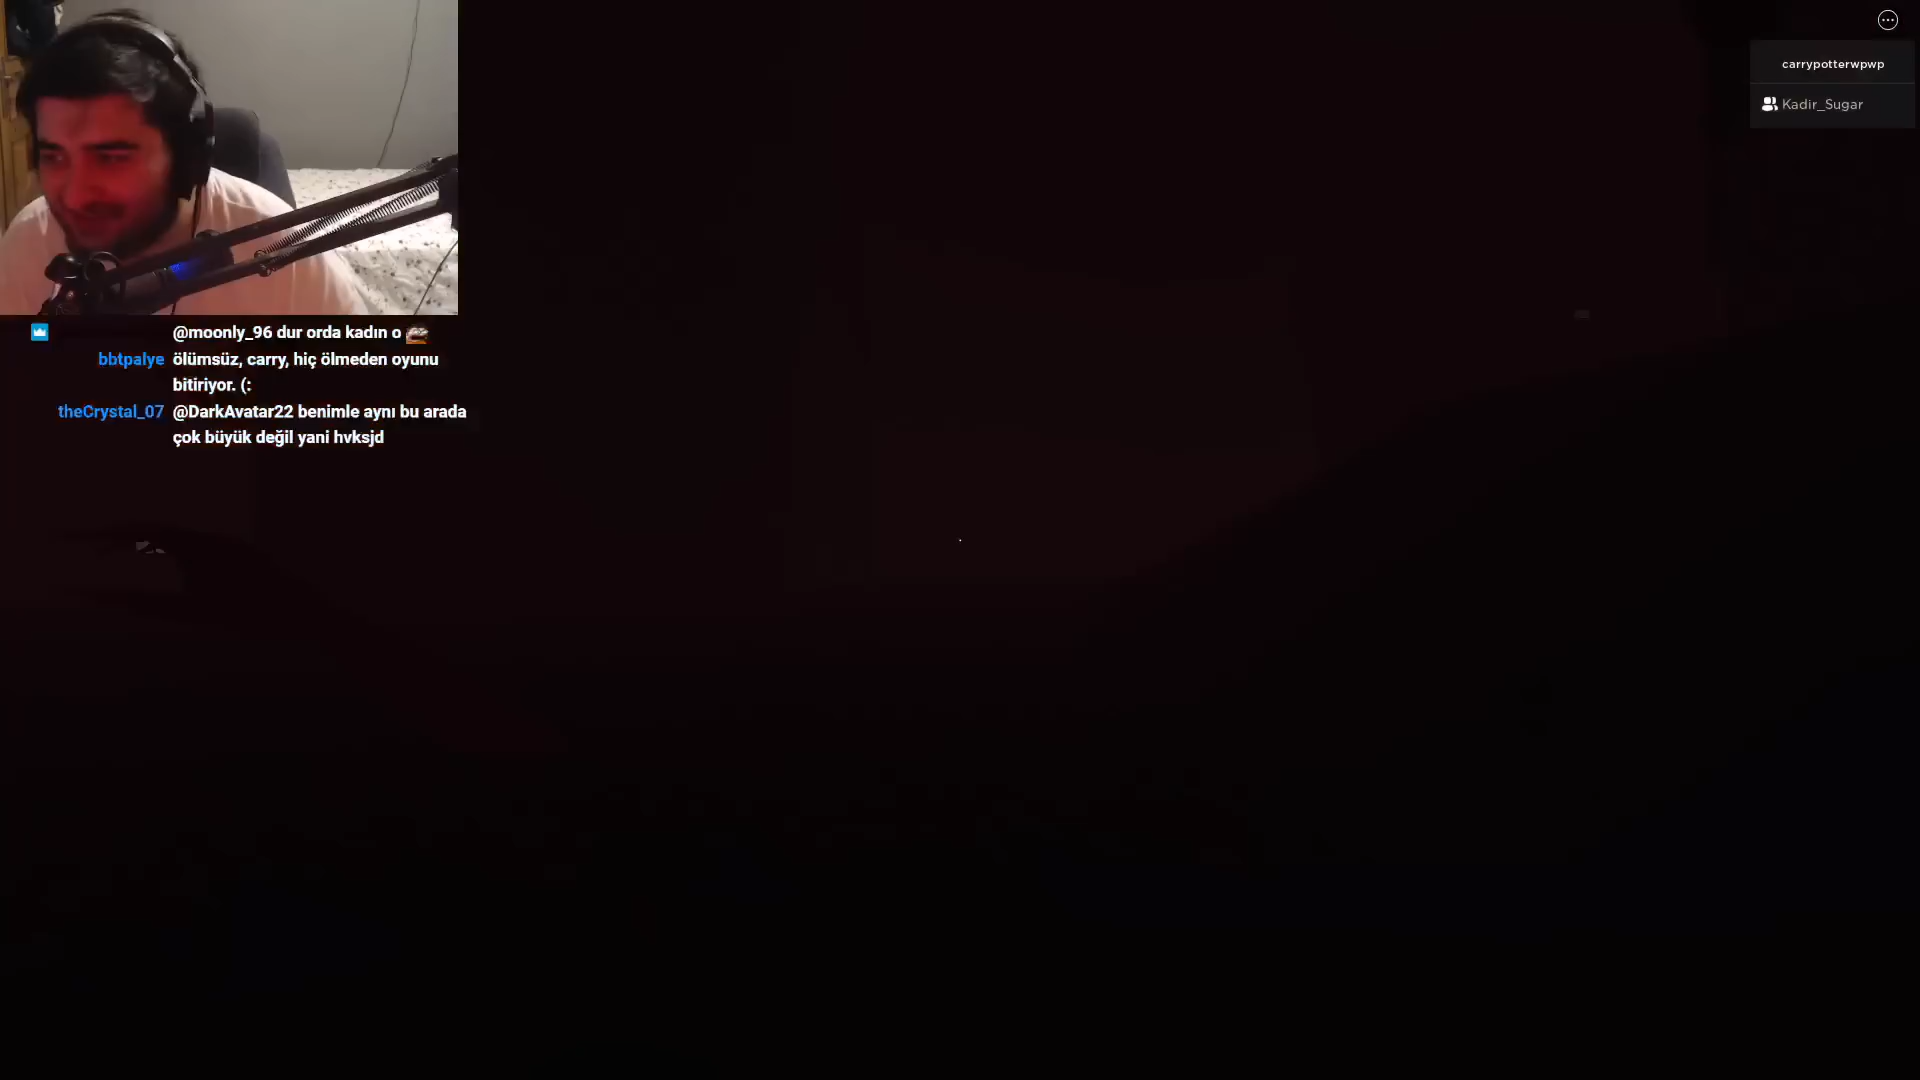 carrypotterwpwp
Kadir_Sugar
@moonly_96 dur orda kadın o
bbtpalye ölümsüz, carry, hiç ölmeden oyunu
bitiriyor. (:
theCrystal_07 @DarkAvatar22 benimle aynı bu arada
çok büyük değil yani hvksjd